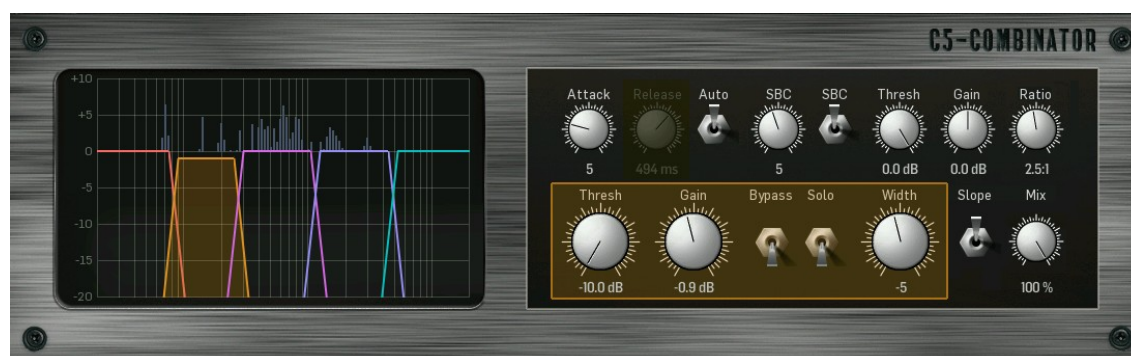 C5-COMBINATOR
+10
+5
0
-5
-10
-15
-20
Attack Release Auto SBC SBC Thresh Gain Ratio
5 494 ms 5 0.0 dB 0.0 dB 2.5:1
Thresh Gain Bypass Solo Width Slope Mix
-10.0 dB -0.9 dB -5 100 %